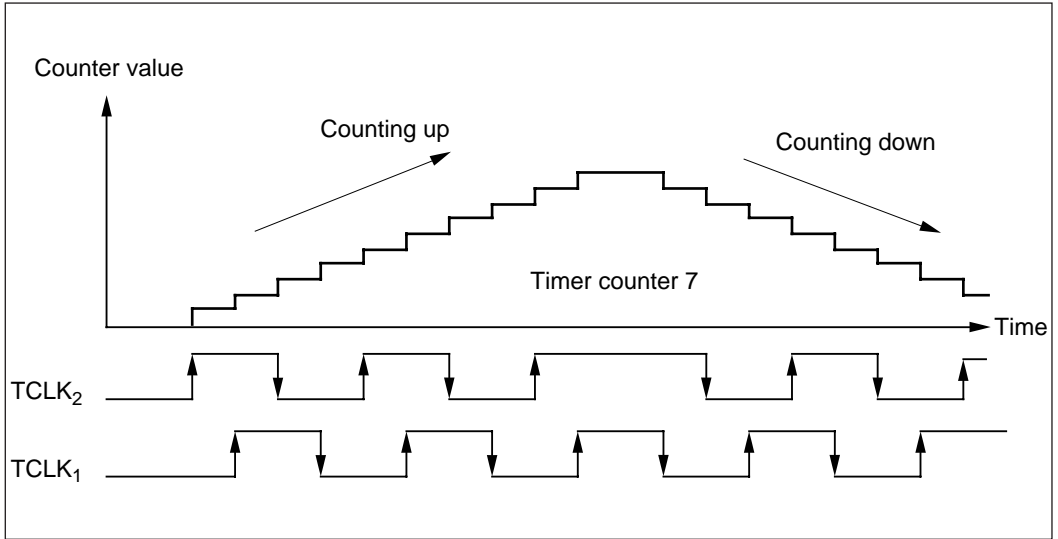 Counter value
Counting up
Counting down
Timer counter 7
Time
TCLK₂
TCLK₁